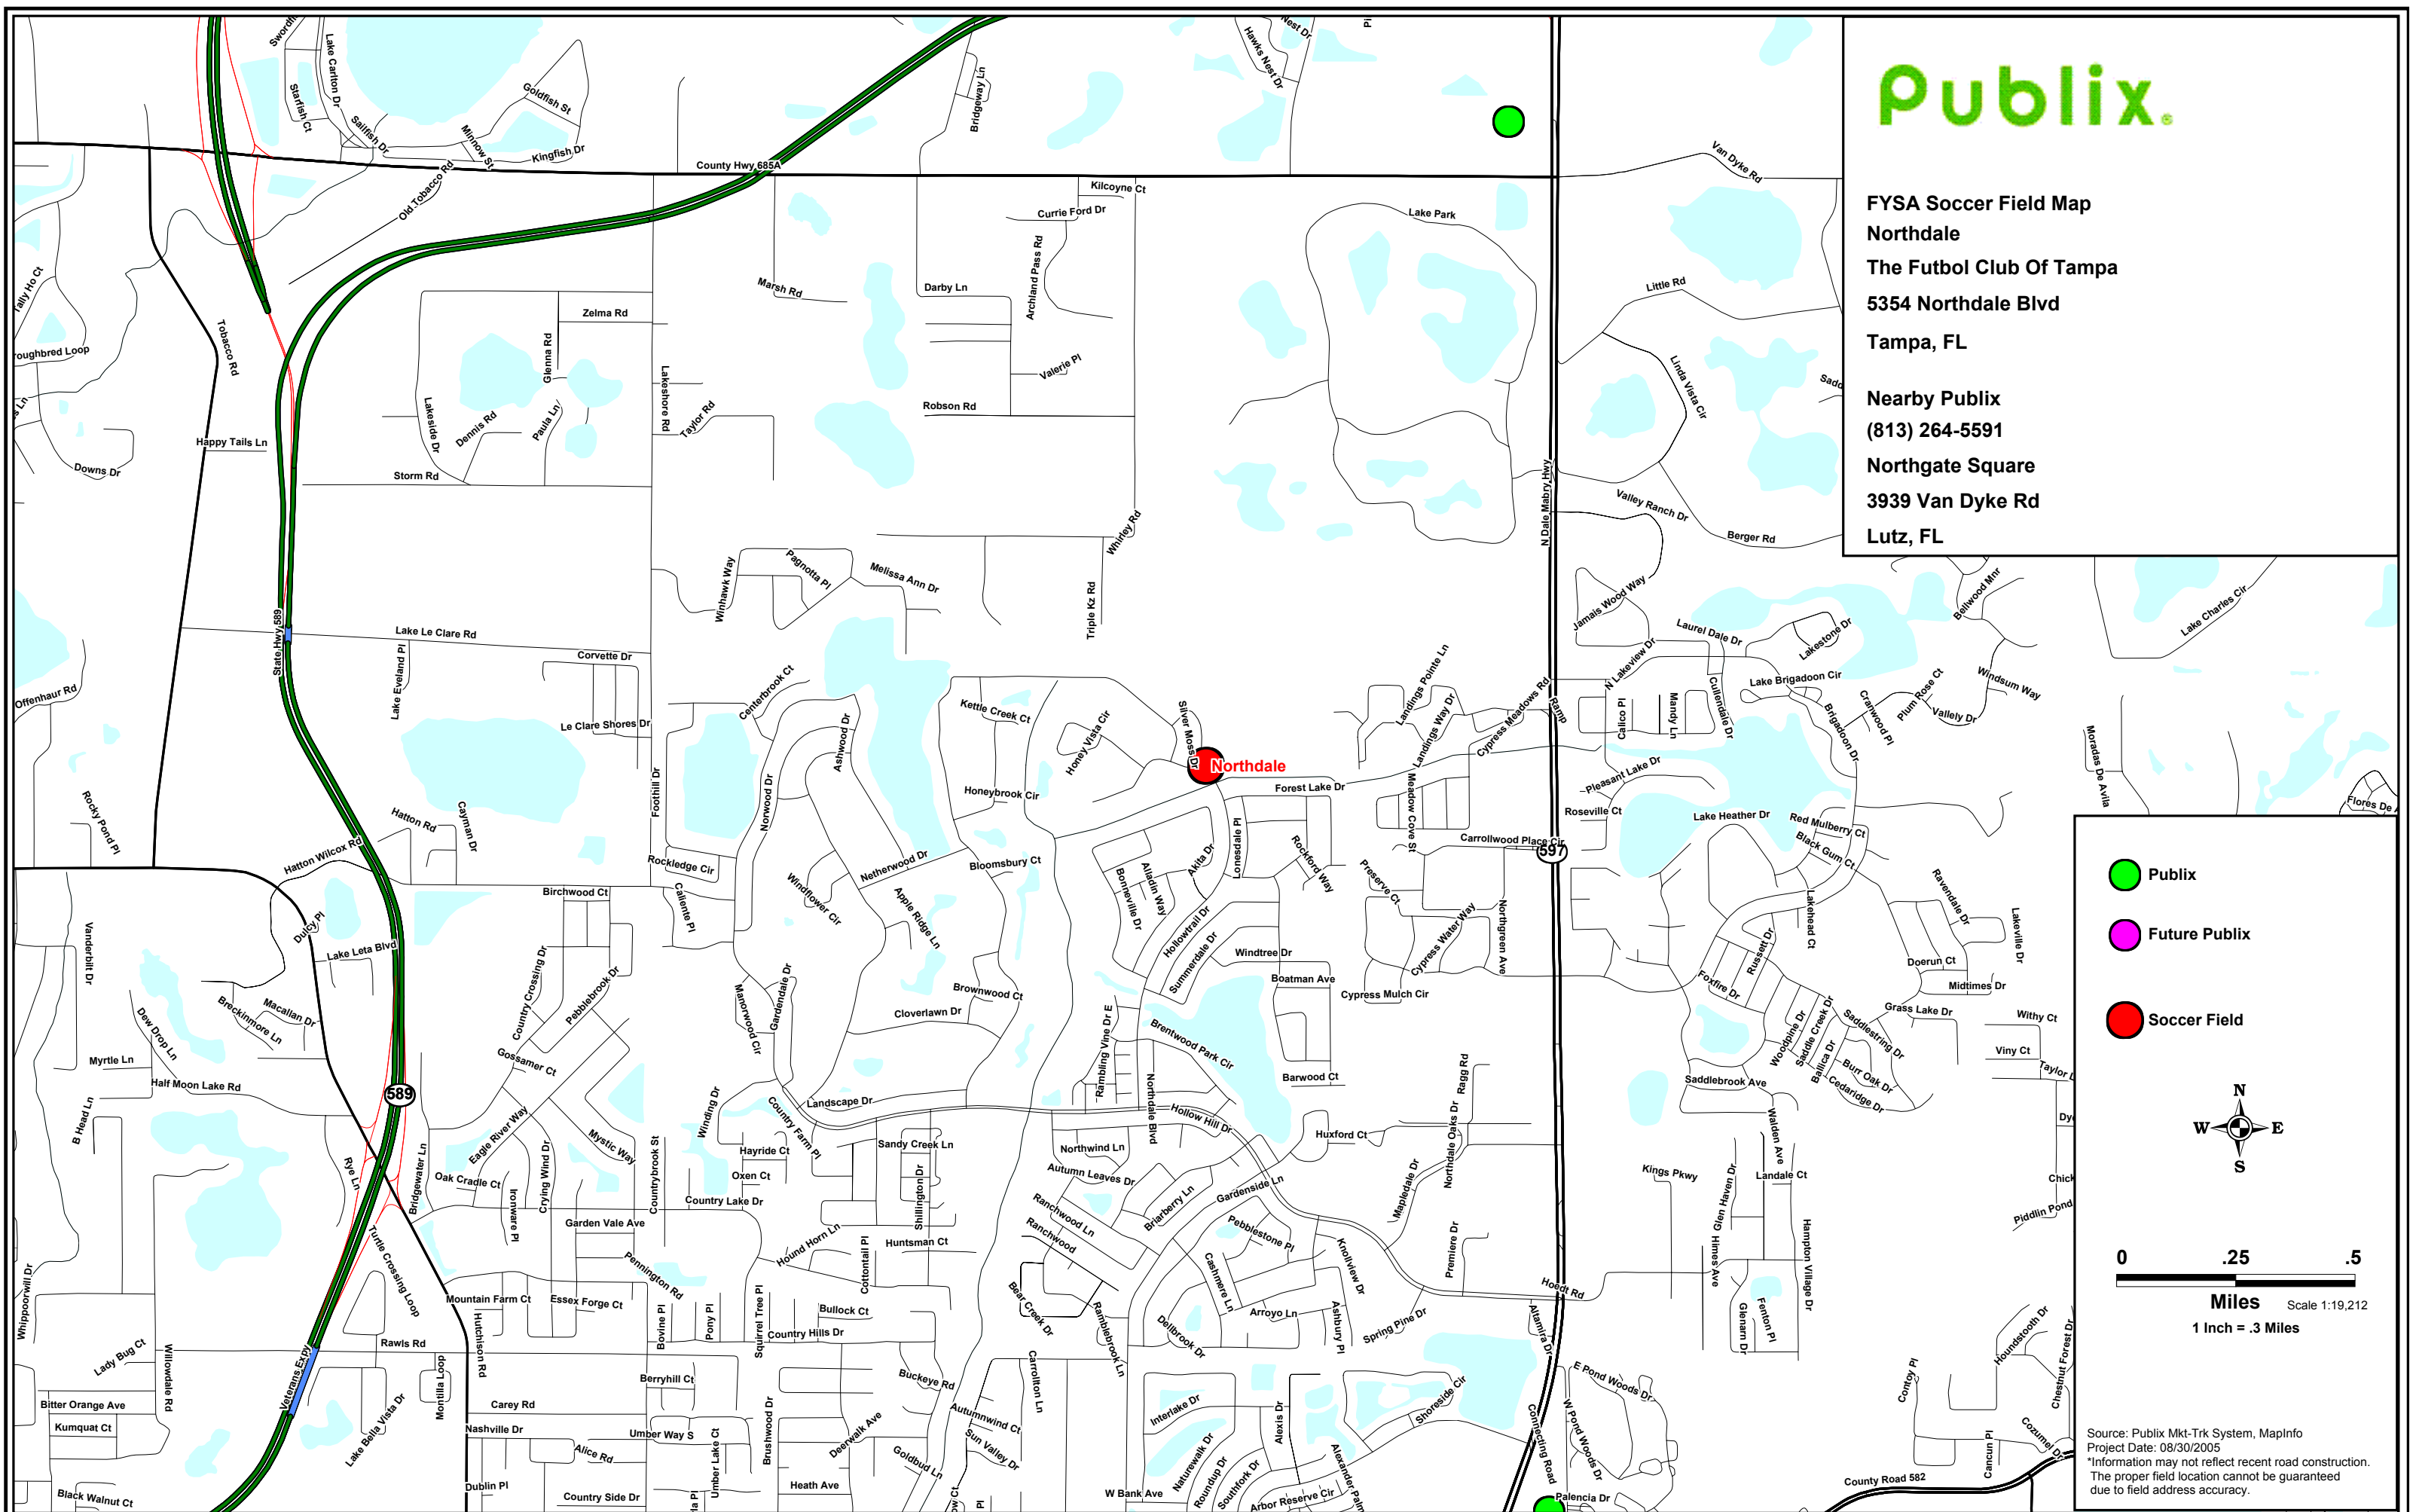 Publix.
FYSA Soccer Field Map
Northdale
The Futbol Club Of Tampa
5354 Northdale Blvd
Tampa, FL
Nearby Publix
(813) 264-5591
Northgate Square
3939 Van Dyke Rd
Lutz, FL
Lake Carlton Dr
Starfish Ct
Sailfish Dr
Minnow St
Goldfish St
Kingfish Dr
Old Tobacco Rd
County Hwy 685A
Bridgeway Ln
Hawks Nest Dr
Nest Dr
Van Dyke Rd
Kilcoyne Ct
Currie Ford Dr
Archland Pass Rd
Lake Park
Little Rd
Linda Vista Cir
Tally Ho Ct
roughbred Loop
Tobacco Rd
Happy Tails Ln
Downs Dr
Zelma Rd
Glenna Rd
Lakeside Dr
Dennis Rd
Paula Ln
Storm Rd
Lakeshore Rd
Taylor Rd
Marsh Rd
Darby Ln
Valerie Pl
Robson Rd
Whirley Rd
Triple Kz Rd
N Dale Mabry Hwy
Valley Ranch Dr
Berger Rd
Winhawk Way
Pagnotta Pl
Melissa Ann Dr
State Hwy 589
Lake Le Clare Rd
Lake Eveland Pl
Corvette Dr
Le Clare Shores Dr
Centerbrook Ct
Ashwood Dr
Norwood Dr
Foothill Dr
Kettle Creek Ct
Honey Vista Cir
Honeybrook Cir
Silver Moss Dr
Northdale
Forest Lake Dr
Landings Pointe Ln
Landings Way Dr
Cypress Meadows Rd
Ramp
Meadow Cove St
Carrollwood Place Cir
597
Jamais Wood Way
Laurel Dale Dr
Lakestone Dr
N Lakeview Dr
Calico Pl
Mandy Ln
Cullendale Dr
Lake Brigadoon Cir
Brigadoon Dr
Cranwood Pl
Plum Rose Ct
Vallely Dr
Windsum Way
Bellwood Mnr
Lake Charles Cir
Moradas De Avila
Flores De
Pleasant Lake Dr
Roseville Ct
Lake Heather Dr
Red Mulberry Ct
Black Gum Ct
Offenhaur Rd
Rocky Pond Pl
Hatton Rd
Cayman Dr
Hatton Wilcox Rd
Rockledge Cir
Birchwood Ct
Caliente Pl
Windflower Cir
Netherwood Dr
Bloomsbury Ct
Apple Ridge Ln
Bonneville Dr
Alladin Way
Akita Dr
Lonesdale Pl
Rockford Way
Preserve Ct
Cypress Water Way
Northgreen Ave
Cypress Mulch Cir
Hollowtrail Dr
Summerdale Dr
Windtree Dr
Boatman Ave
Lakehead Ct
Russett Dr
Foxfire Dr
Ravendale Dr
Lakeville Dr
Doerun Ct
Midtimes Dr
Grass Lake Dr
Withy Ct
Viny Ct
Woodpine Dr
Saddle Creek Dr
Ballica Dr
Saddlestring Dr
Burr Oak Dr
Cedaridge Dr
Saddlebrook Ave
Walden Ave
Vanderbilt Dr
Dulcy Pl
Lake Leta Blvd
Macallan Dr
Breckinmore Ln
Dew Drop Ln
Myrtle Ln
Half Moon Lake Rd
B Head Ln
589
Country Crossing Dr
Pebblebrook Dr
Gossamer Ct
Manorwood Cir
Gardendale Dr
Cloverlawn Dr
Brownwood Ct
Landscape Dr
Rambling Vine Dr E
Brentwood Park Cir
Northdale Blvd
Hollow Hill Dr
Barwood Ct
Ragg Rd
Huxford Ct
Northdale Oaks Dr
Mapledale Dr
Eagle River Way
Mystic Way
Winding Dr
Country Farm Pl
Sandy Creek Ln
Northwind Ln
Autumn Leaves Dr
Hayride Ct
Oxen Ct
Countrybrook St
Country Lake Dr
Oak Cradle Ct
Ironware Pl
Crying Wind Dr
Garden Vale Ave
Pennington Rd
Rye Ln
Bridgewater Ln
Turtle Crossing Loop
Shillington Dr
Hound Horn Ln
Cottontail Pl
Huntsman Ct
Ranchwood Ln
Ranchwood
Briarberry Ln
Gardenside Ln
Pebblestone Pl
Cashmere Ln
Knollview Dr
Premiere Dr
Kings Pkwy
Glen Haven Dr
Landale Ct
Himes Ave
Hampton Village Dr
Piddlin Pond
Whippoorwill Dr
Mountain Farm Ct
Essex Forge Ct
Hutchison Rd
Bovine Pl
Pony Pl
Squirrel Tree Pl
Bullock Ct
Country Hills Dr
Bear Creek Dr
Ramblebrook Ln
Dellbrook Dr
Arroyo Ln
Ashbury Pl
Spring Pine Dr
Hoedt Rd
Altamira Dr
Glenarn Dr
Fenton Pl
Lady Bug Ct
Willowdale Rd
Rawls Rd
Veterans Expy
Bitter Orange Ave
Kumquat Ct
Black Walnut Ct
Lake Bella Vista Dr
Montilla Loop
Carey Rd
Nashville Dr
Alice Rd
Dublin Pl
Country Side Dr
Berryhill Ct
Umber Way S
Umber Lake Ct
Brushwood Dr
Heath Ave
Deerwalk Ave
Buckeye Rd
Autumnwind Ct
Sun Valley Dr
Goldbud Ln
Carrollton Ln
W Bank Ave
Interlake Dr
Naturewalk Dr
Roundup Dr
Southfork Dr
Alexis Dr
Arbor Reserve Cir
Alexander Palm
Shoreside Cir
Connecting Road
E Pond Woods Dr
W Pond Woods Dr
Palencia Dr
Contoy Pl
Cancun Pl
Houndstooth Dr
Chestnut Forest Dr
Cozumel Dr
County Road 582
Publix
Future Publix
Soccer Field
N
W E
S
0 .25 .5
Miles Scale 1:19,212
1 Inch = .3 Miles
Source: Publix Mkt-Trk System, MapInfo
Project Date: 08/30/2005
*Information may not reflect recent road construction.
The proper field location cannot be guaranteed
due to field address accuracy.